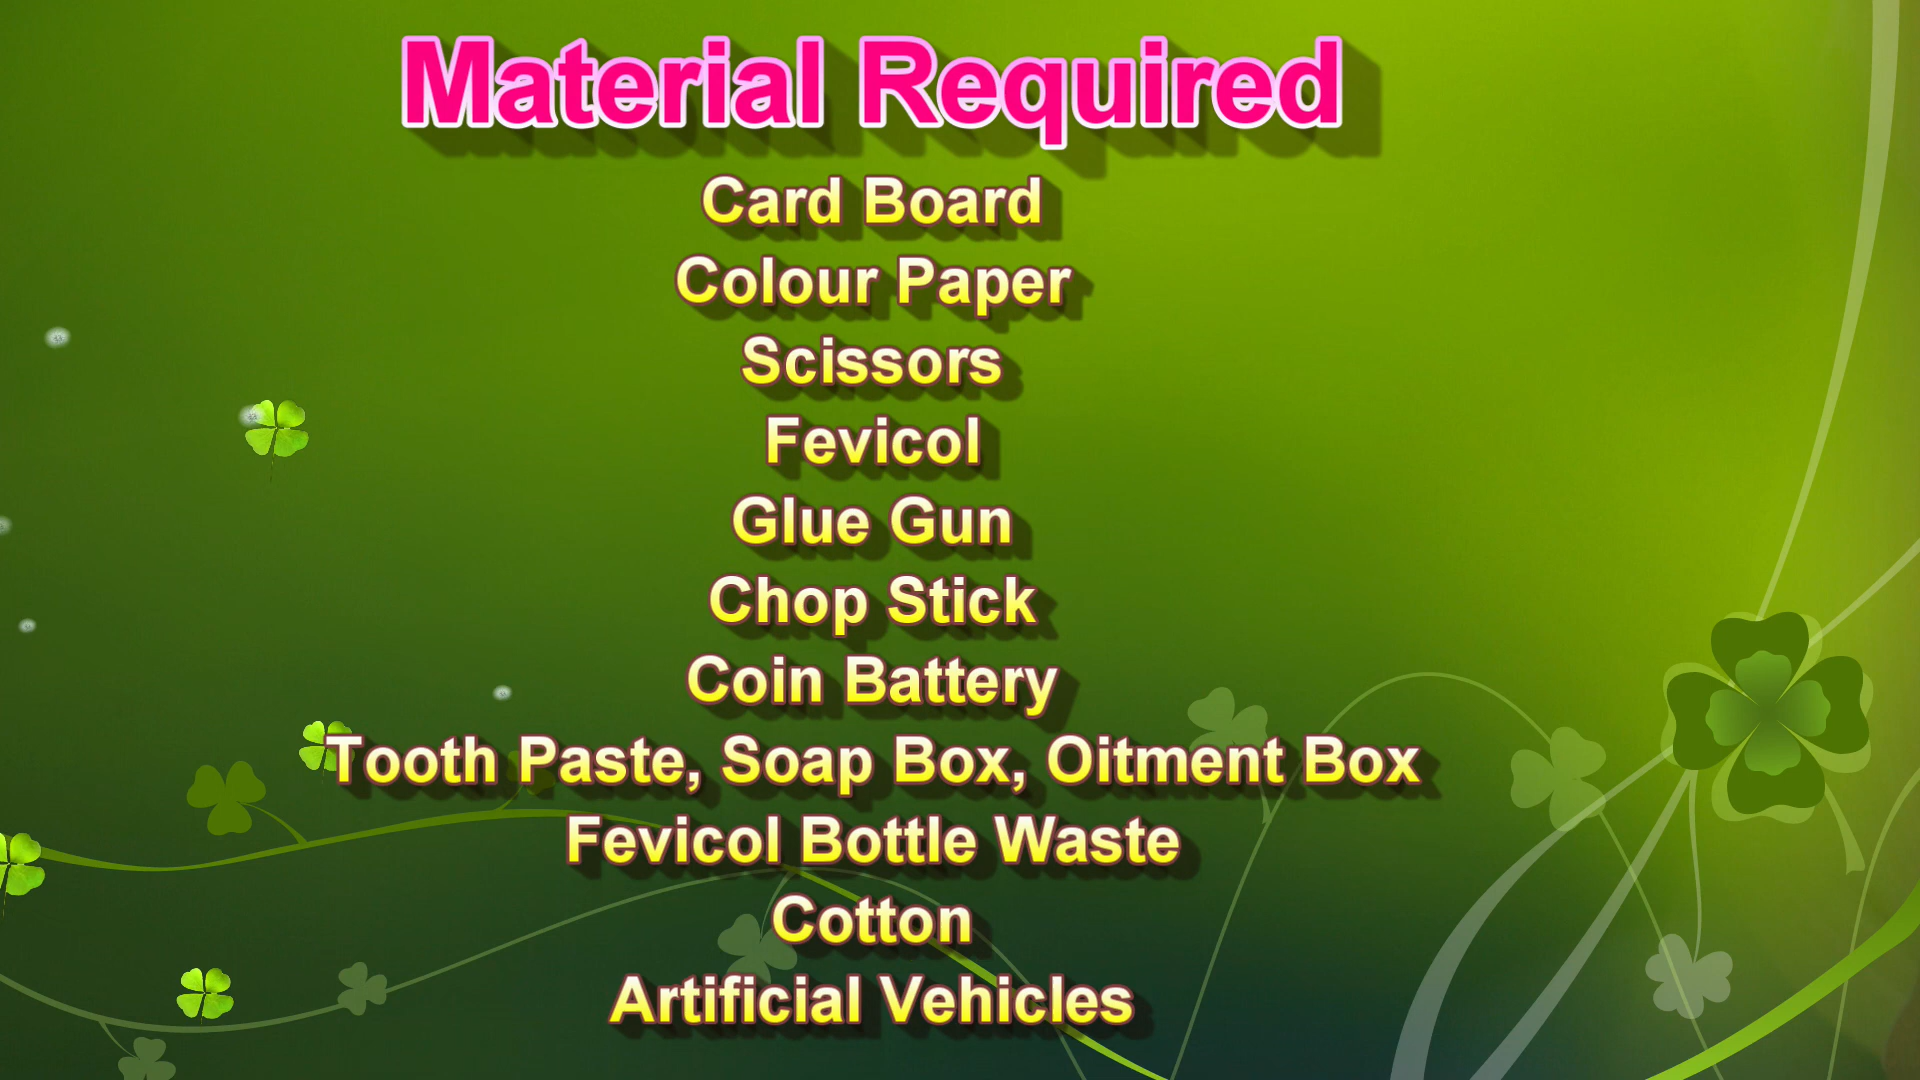 Material Required
Card Board
Colour Paper
Scissors
Fevicol
Glue Gun
Chop Stick
Coin Battery
Tooth Paste, Soap Box, Oitment Box
Fevicol Bottle Waste
Cotton
Artificial Vehicles